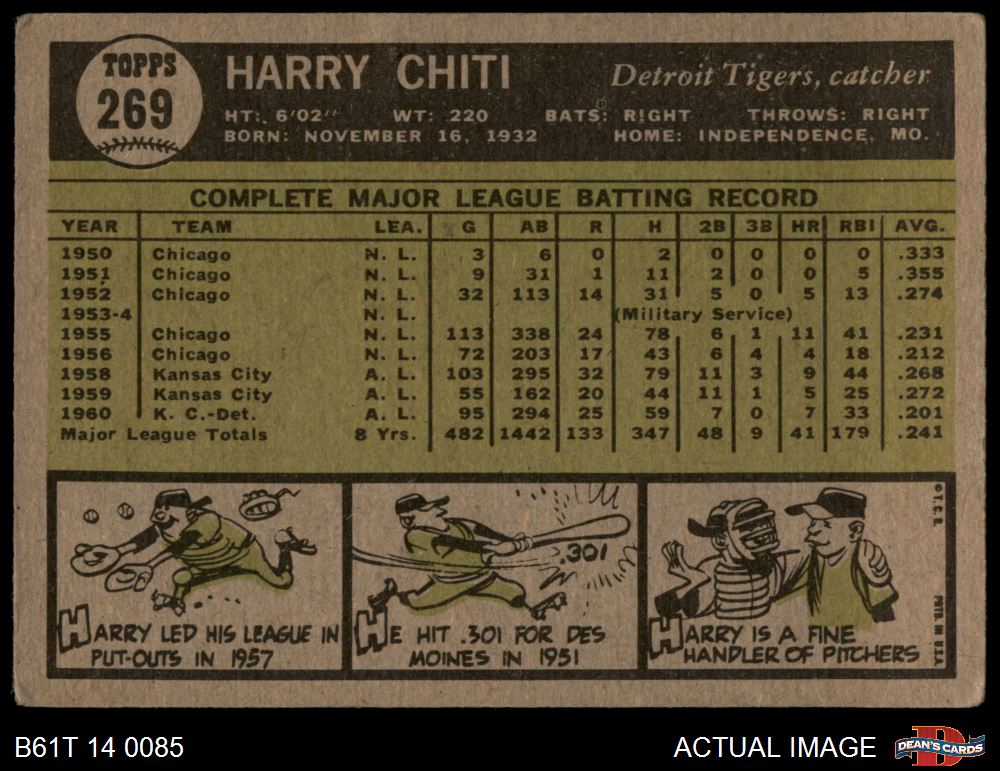 TOPPS
269
HARRY CHITI
Detroit Tigers, catcher
HT: 6'02" WT: 220 BATS: RIGHT THROWS: RIGHT
BORN: NOVEMBER 16, 1932 HOME: INDEPENDENCE, MO.
COMPLETE MAJOR LEAGUE BATTING RECORD
YEAR TEAM LEA. G AB R H 2B 3B HR RBI AVG.
1950 Chicago N. L. 3 6 0 2 0 0 0 0 .333
1951 Chicago N. L. 9 31 1 11 2 0 0 5 .355
1952 Chicago N. L. 32 113 14 31 5 0 5 13 .274
1953-4 N. L. (Military Service)
1955 Chicago N. L. 113 338 24 78 6 1 11 41 .231
1956 Chicago N. L. 72 203 17 43 6 4 4 18 .212
1958 Kansas City A. L. 103 295 32 79 11 3 9 44 .268
1959 Kansas City A. L. 55 162 20 44 11 1 5 25 .272
1960 K. C.-Det. A. L. 95 294 25 59 7 0 7 33 .201
Major League Totals 8 Yrs. 482 1442 133 347 48 9 41 179 .241
HARRY LED HIS LEAGUE IN
PUT-OUTS IN 1957
.301
HE HIT .301 FOR DES
MOINES IN 1951
HARRY IS A FINE
HANDLER OF PITCHERS
© T.C.G.
PRTD. IN U.S.A.
B61T 14 0085
ACTUAL IMAGE
D
DEAN'S CARDS